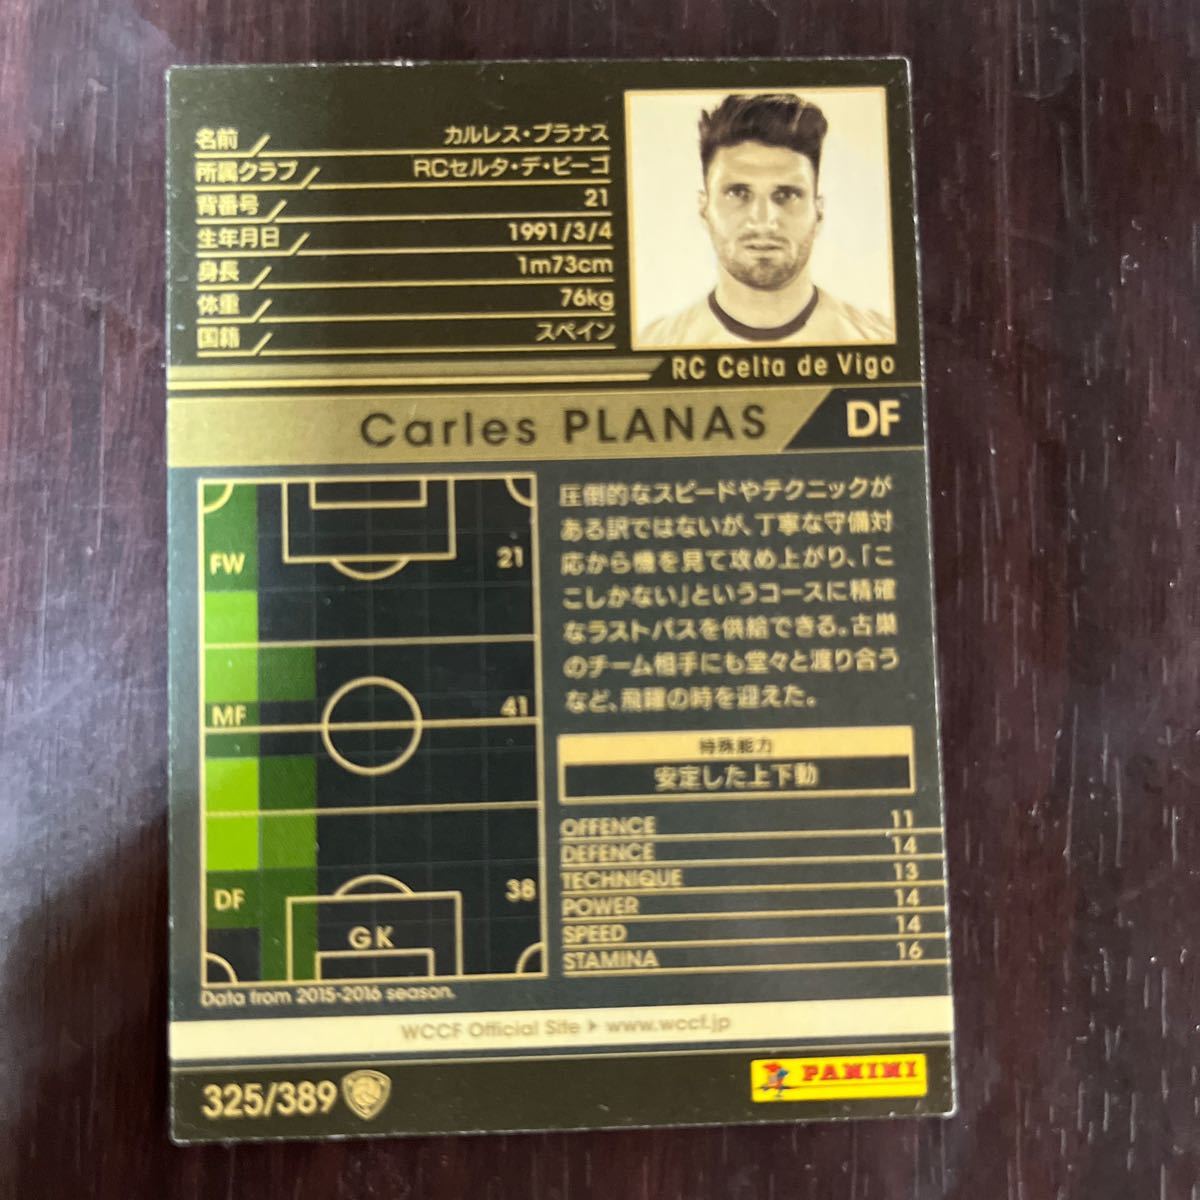 名前 カルレス・プラナス
所属クラブ RCセルタ・デ・ビーゴ
背番号 21
生年月日 1991/3/4
身長 1m73cm
体重 76kg
国籍 スペイン
RC Celta de Vigo
Carles PLANAS DF
圧倒的なスピードやテクニックが
ある訳ではないが、丁寧な守備対
応から機を見て攻め上がり、「こ
こしかない」というコースに精確
なラストパスを供給できる。古巣
のチーム相手にも堂々と渡り合う
など、飛躍の時を迎えた。
FW 21
MF 41
DF 38
GK
特殊能力
安定した上下動
OFFENCE 11
DEFENCE 14
TECHNIQUE 13
POWER 14
SPEED 14
STAMINA 16
Data from 2015-2016 season.
WCCF Official Site ▶ www.wccf.jp
325/389
PANINI